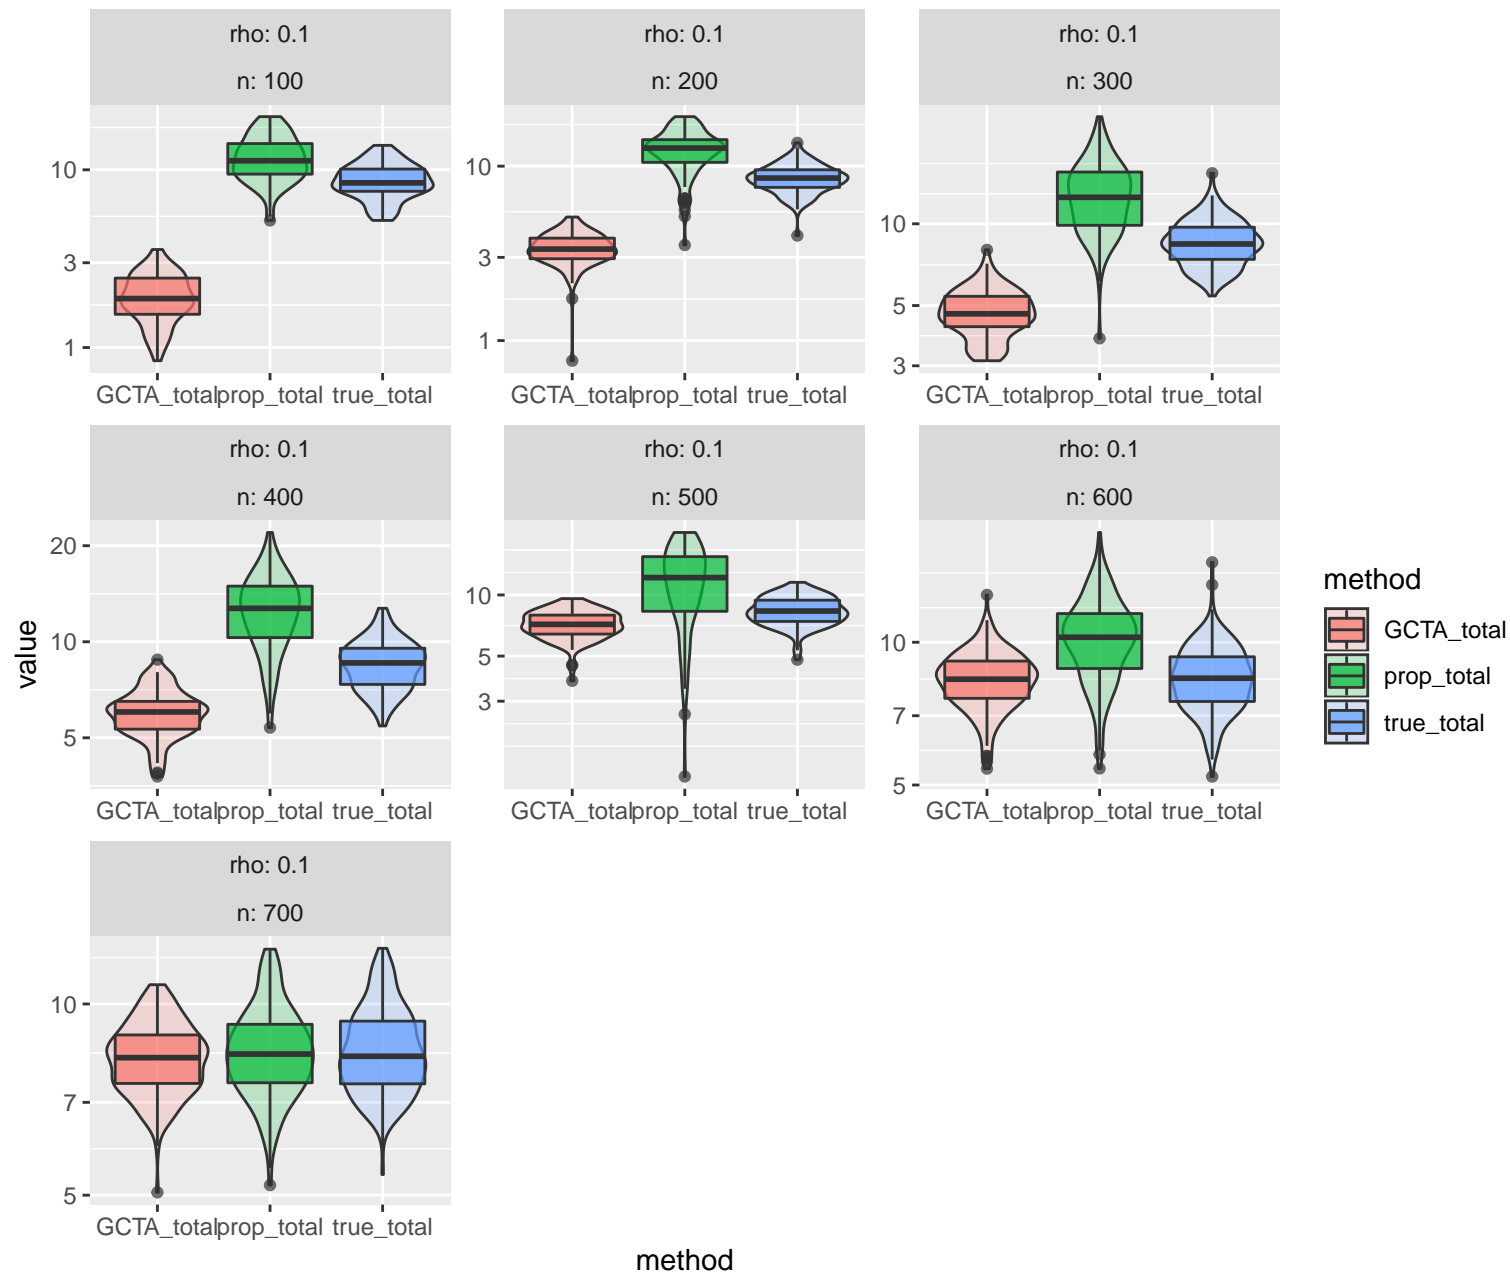 rho: 0.1
n: 100
rho: 0.1
n: 200
rho: 0.1
n: 300
10
3
1
10
3
1
10
5
3
GCTA_total prop_total true_total
GCTA_total prop_total true_total
GCTA_total prop_total true_total
rho: 0.1
n: 400
rho: 0.1
n: 500
rho: 0.1
n: 600
20
10
5
10
5
3
10
7
5
GCTA_total prop_total true_total
GCTA_total prop_total true_total
GCTA_total prop_total true_total
rho: 0.1
n: 700
10
7
5
GCTA_total prop_total true_total
value
method
method
GCTA_total
prop_total
true_total